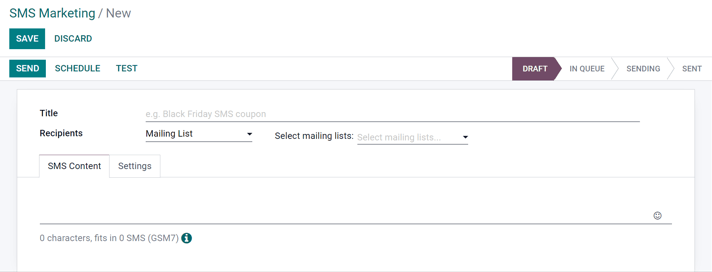 SMS Marketing / New
SAVE DISCARD
SEND SCHEDULE TEST DRAFT IN QUEUE SENDING SENT
Title e.g. Black Friday SMS coupon
Recipients Mailing List Select mailing lists: Select mailing lists...
SMS Content Settings
0 characters, fits in 0 SMS (GSM7)